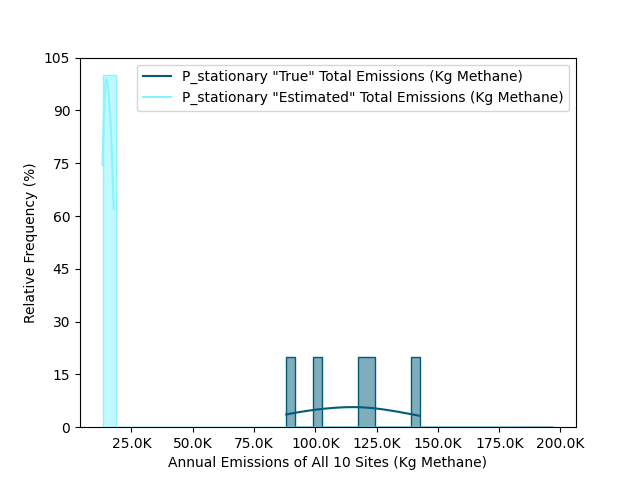 P_stationary "True" Total Emissions (Kg Methane)
P_stationary "Estimated" Total Emissions (Kg Methane)
105
90
75
60
45
30
15
0
Relative Frequency (%)
25.0K 50.0K 75.0K 100.0K 125.0K 150.0K 175.0K 200.0K
Annual Emissions of All 10 Sites (Kg Methane)